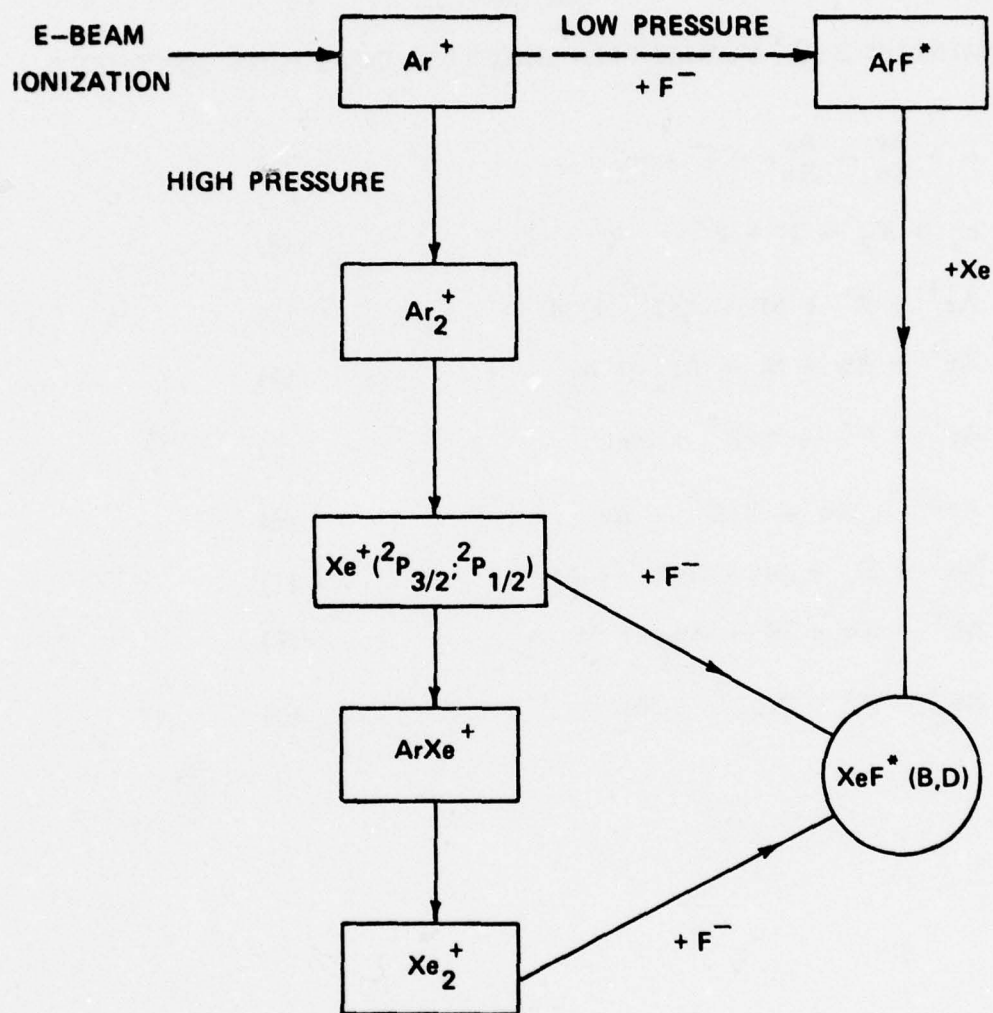 E-BEAM
IONIZATION
Ar⁺
LOW PRESSURE
+ F⁻
ArF*
HIGH PRESSURE
+Xe
Ar₂⁺
Xe⁺(²P₃/₂;²P₁/₂)
+ F⁻
ArXe⁺
XeF* (B,D)
Xe₂⁺
+ F⁻